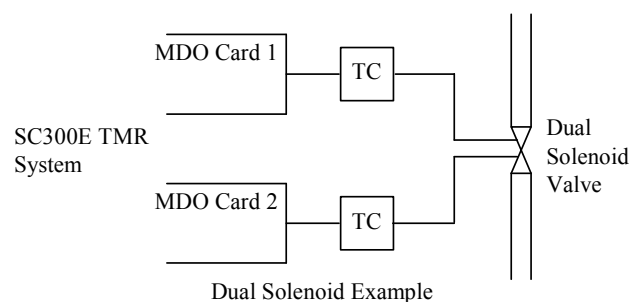 MDO Card 1
TC
SC300E TMR
System
Dual
Solenoid
Valve
MDO Card 2
TC
Dual Solenoid Example